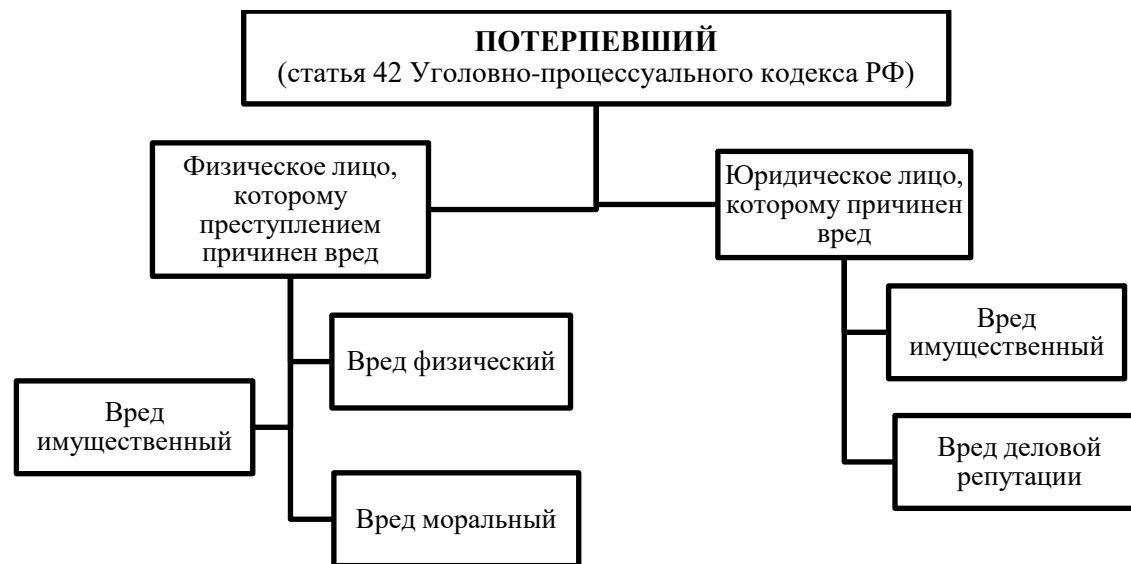 ПОТЕРПЕВШИЙ
(статья 42 Уголовно-процессуального кодекса РФ)
Физическое лицо,
которому
преступлением
причинен вред
Юридическое лицо,
которому причинен
вред
Вред физический
Вред
имущественный
Вред моральный
Вред
имущественный
Вред деловой
репутации